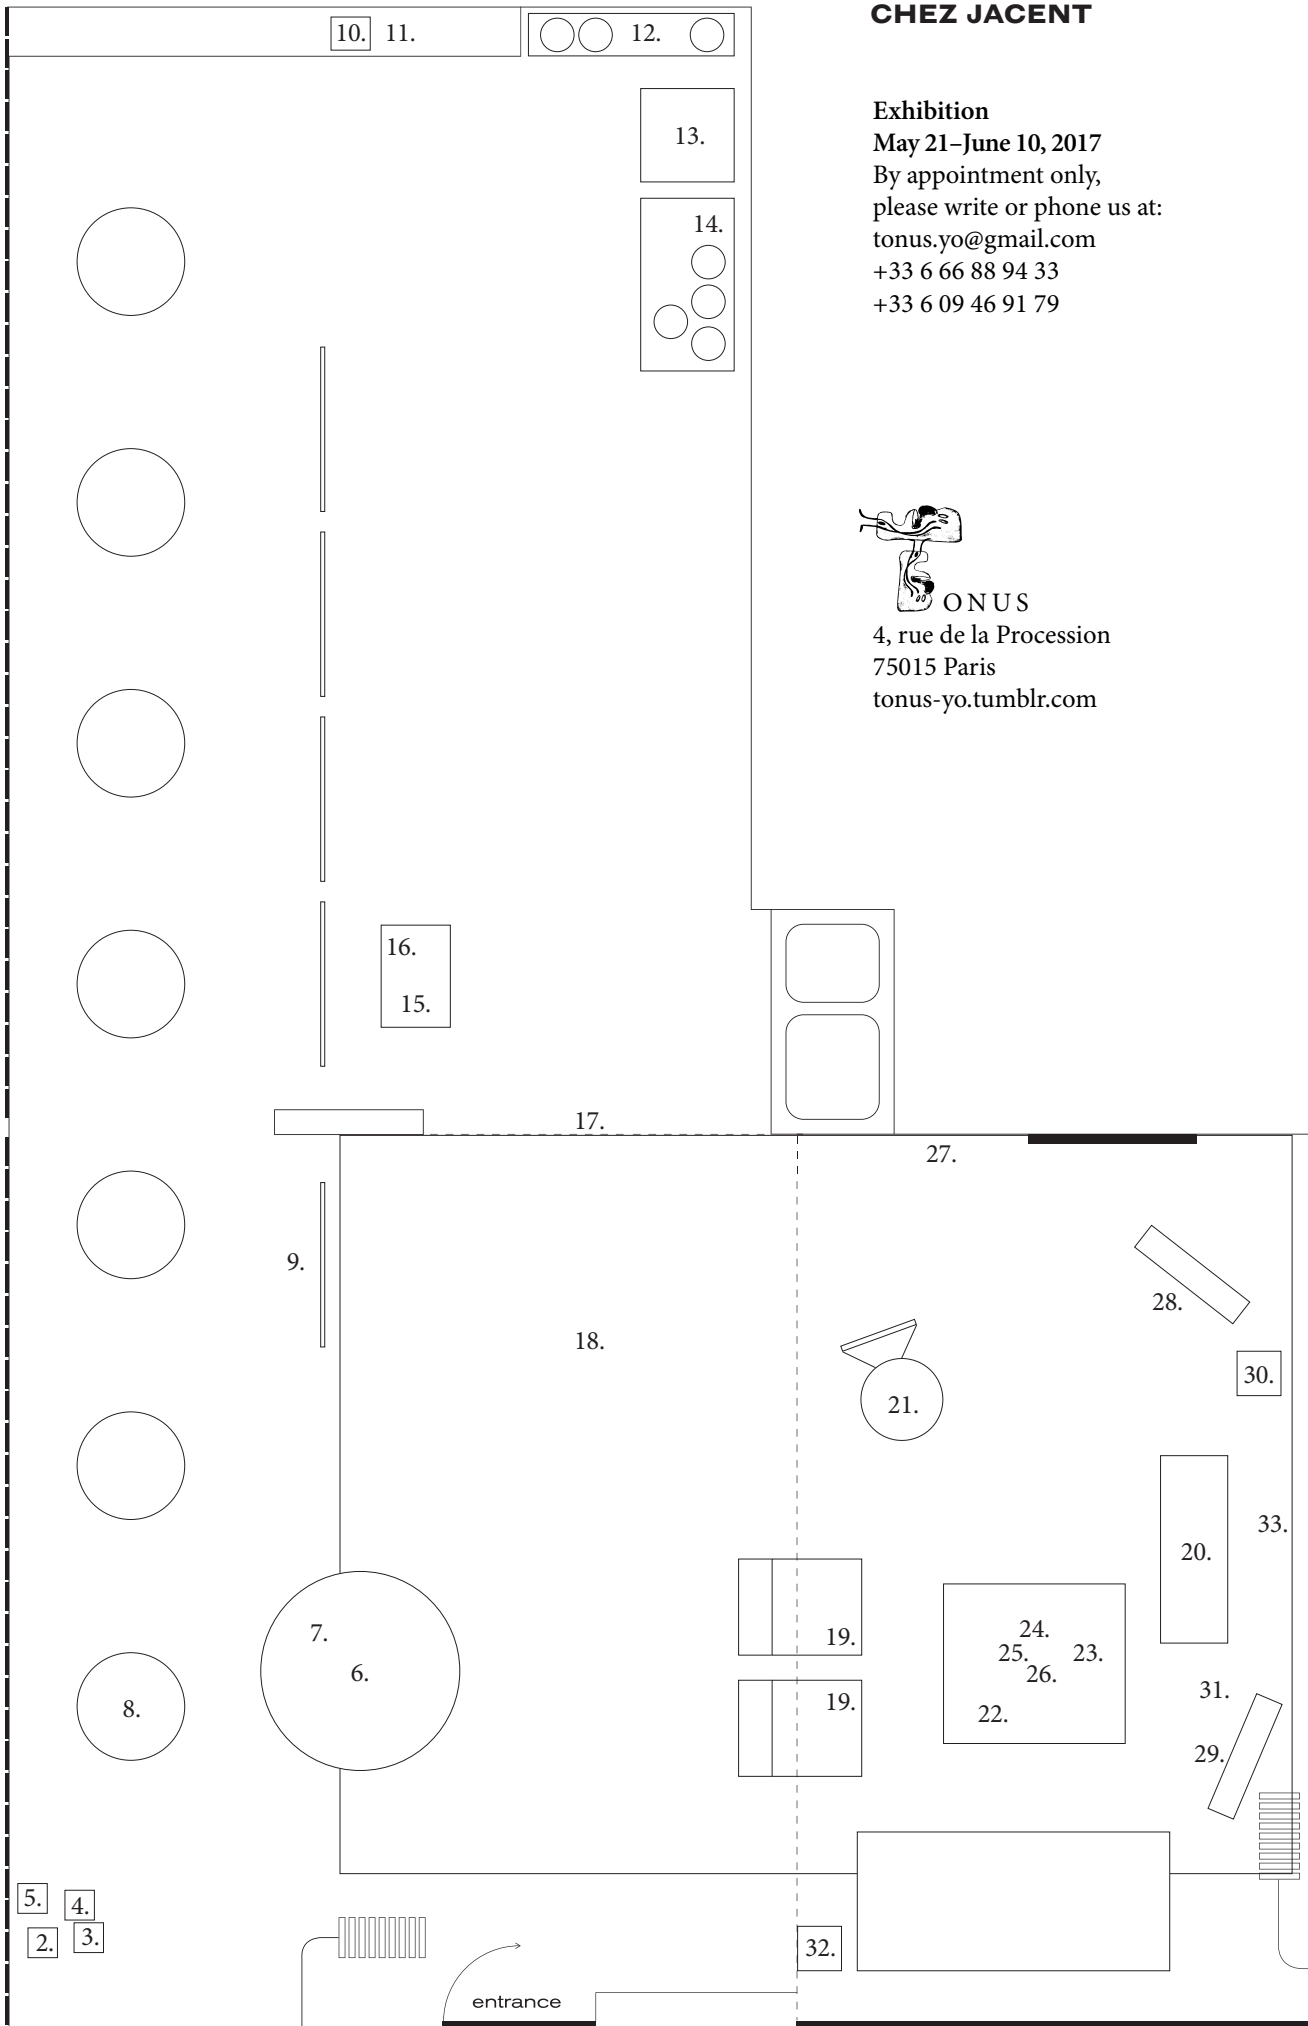 CHEZ JACENT
10. 11. 12.
Exhibition
May 21–June 10, 2017
By appointment only,
please write or phone us at:
tonus.yo@gmail.com
+33 6 66 88 94 33
+33 6 09 46 91 79
13.
14.
TONUS
4, rue de la Procession
75015 Paris
tonus-yo.tumblr.com
16.
15.
17.
27.
9.
28.
18.
30.
21.
33.
20.
7.
24.
19.
25. 23.
6.
26.
31.
19.
8.
22.
29.
5.
4.
3.
2.
32.
entrance